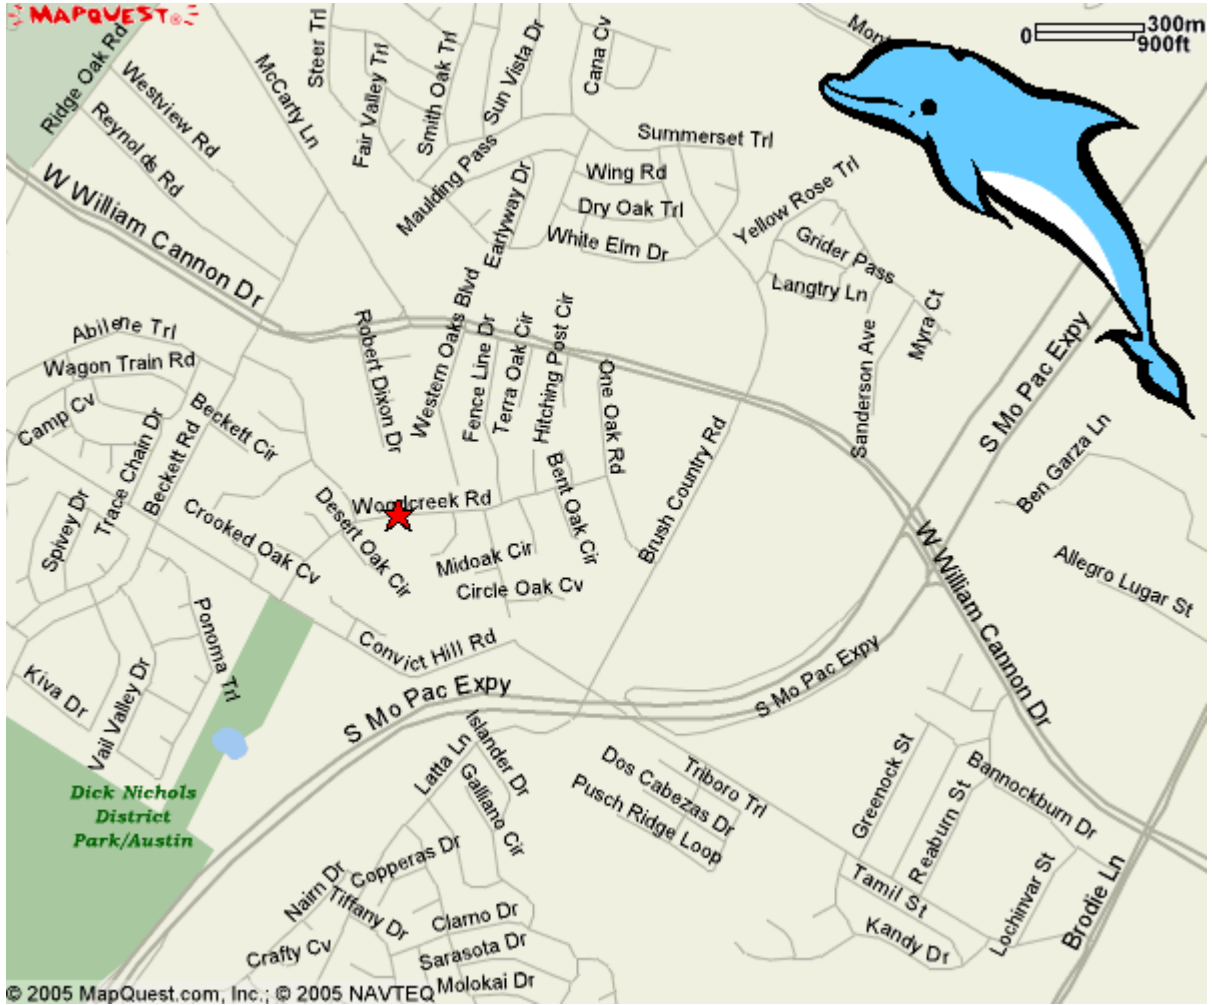 MAPQUEST
300m
0
900ft
Ridge Oak Rd
Westview Rd
Reynolds Rd
McCarty Ln
Steer Trl
Fair Valley Trl
Smith Oak Trl
Sun Vista Dr
Cana Cv
Mont
Summerset Trl
Maulding Pass
Earlyway Dr
Wing Rd
Dry Oak Trl
White Elm Dr
Yellow Rose Trl
Grider Pass
Langtry Ln
Myra Ct
Sanderson Ave
S Mo Pac Expy
Ben Garza Ln
Allegro Lugar St
W William Cannon Dr
Abilene Trl
Wagon Train Rd
Camp Cv
Trace Chain Dr
Beckett Rd
Beckett Cir
Robert Dixon Dr
Western Oaks Blvd
Fence Line Dr
Terra Oak Cir
Hitching Post Cir
One Oak Rd
Brush Country Rd
Woodcreek Rd
Desert Oak Cir
Crooked Oak Cv
Spivey Dr
Bent Oak Cir
Midoak Cir
Circle Oak Cv
W William Cannon Dr
Ponoma Trl
Convict Hill Rd
Kiva Dr
Vail Valley Dr
S Mo Pac Expy
S Mo Pac Expy
Dick Nichols
District
Park/Austin
Latta Ln
Islander Dr
Galliano Cir
Dos Cabezas Dr
Pusch Ridge Loop
Triboro Trl
Greenock St
Reaburn St
Bannockburn Dr
Lochinvar St
Brodie Ln
Tamil St
Kandy Dr
Nairn Dr
Copperas Dr
Tiffany Dr
Crafty Cv
Clarno Dr
Sarasota Dr
Molokai Dr
© 2005 MapQuest.com, Inc.; © 2005 NAVTEQ